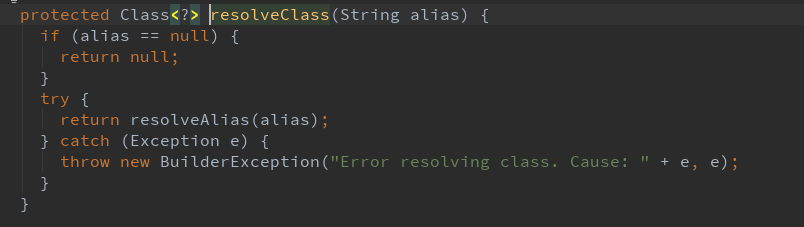 protected Class<?> resolveClass(String alias) {
if (alias == null) {
return null;
}
try {
return resolveAlias(alias);
} catch (Exception e) {
throw new BuilderException("Error resolving class. Cause: " + e, e);
}
}